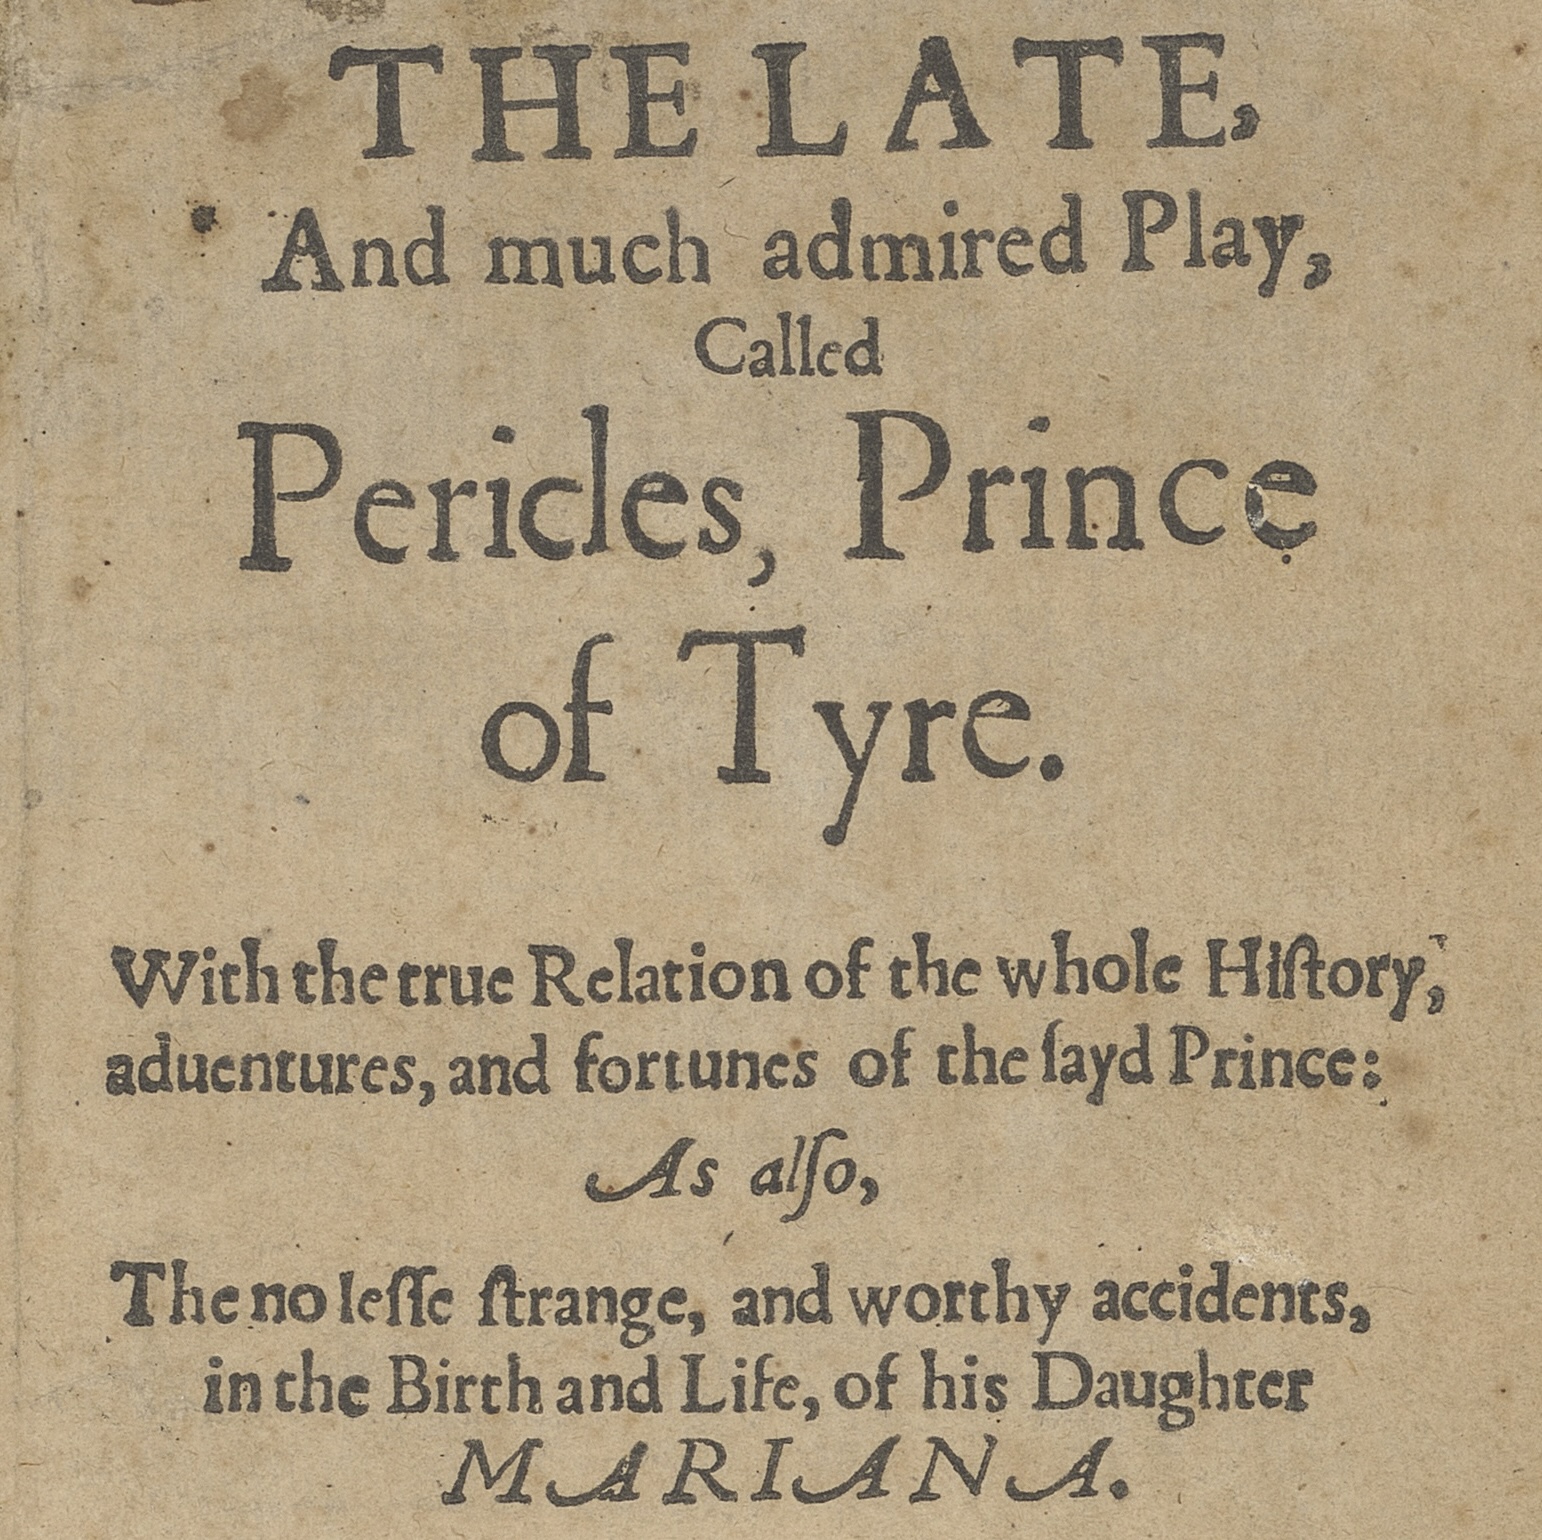 THE LATE,
And much admired Play,
Called
Pericles, Prince
of Tyre.
With the true Relation of the whole Hiſtory,
aduentures, and fortunes of the ſayd Prince:
As alſo,
The no leſſe ſtrange, and worthy accidents,
in the Birth and Life, of his Daughter
MARIANA.